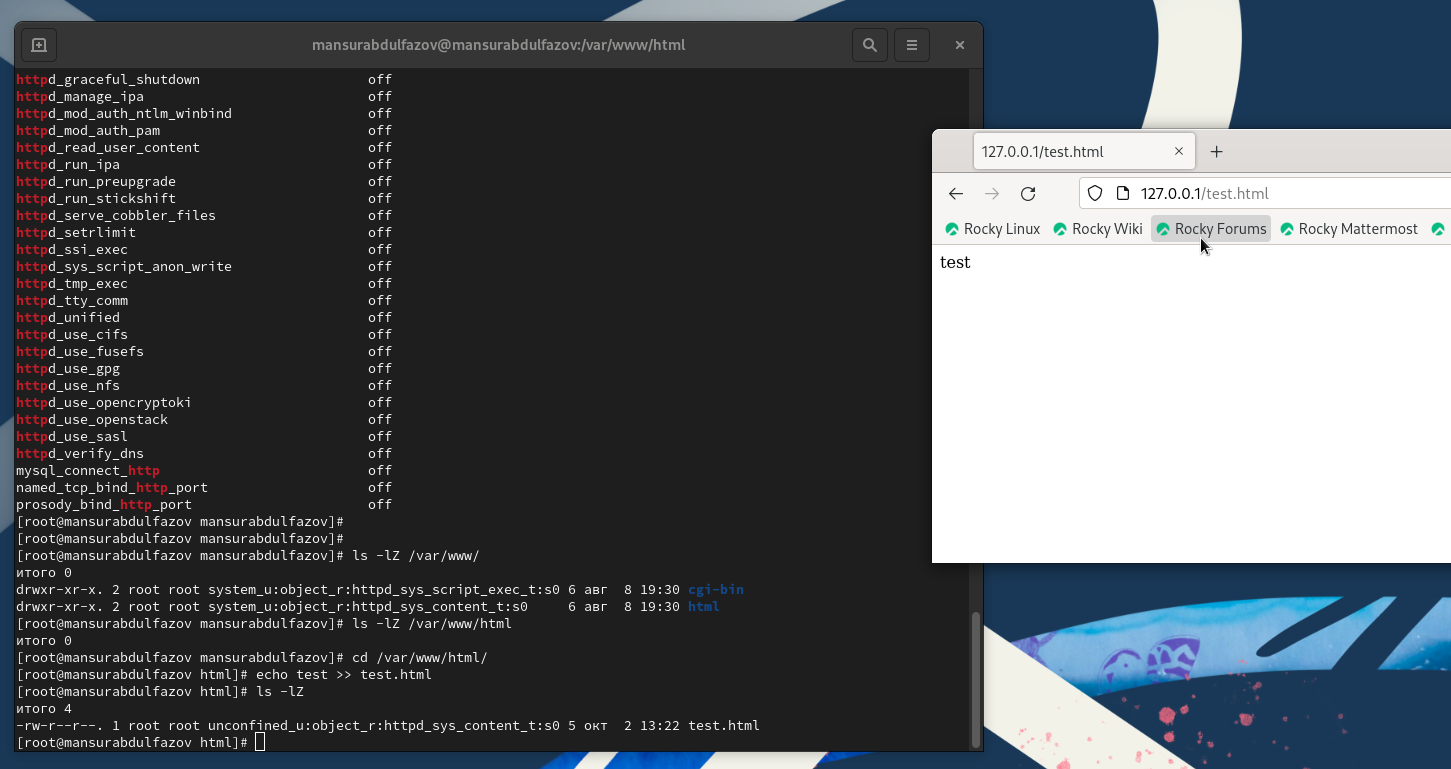 mansurabdulfazov@mansurabdulfazov:/var/www/html
httpd_graceful_shutdown off
httpd_manage_ipa off
httpd_mod_auth_ntlm_winbind off
httpd_mod_auth_pam off
httpd_read_user_content off
httpd_run_ipa off
httpd_run_preupgrade off
httpd_run_stickshift off
httpd_serve_cobbler_files off
httpd_setrlimit off
httpd_ssi_exec off
httpd_sys_script_anon_write off
httpd_tmp_exec off
httpd_tty_comm off
httpd_unified off
httpd_use_cifs off
httpd_use_fusefs off
httpd_use_gpg off
httpd_use_nfs off
httpd_use_opencryptoki off
httpd_use_openstack off
httpd_use_sasl off
httpd_verify_dns off
mysql_connect_http off
named_tcp_bind_http_port off
prosody_bind_http_port off
[root@mansurabdulfazov mansurabdulfazov]#
[root@mansurabdulfazov mansurabdulfazov]#
[root@mansurabdulfazov mansurabdulfazov]# ls -lZ /var/www/
итого 0
drwxr-xr-x. 2 root root system_u:object_r:httpd_sys_script_exec_t:s0 6 авг  8 19:30 cgi-bin
drwxr-xr-x. 2 root root system_u:object_r:httpd_sys_content_t:s0     6 авг  8 19:30 html
[root@mansurabdulfazov mansurabdulfazov]# ls -lZ /var/www/html
итого 0
[root@mansurabdulfazov mansurabdulfazov]# cd /var/www/html/
[root@mansurabdulfazov html]# echo test >> test.html
[root@mansurabdulfazov html]# ls -lZ
итого 4
-rw-r--r--. 1 root root unconfined_u:object_r:httpd_sys_content_t:s0 5 окт  2 13:22 test.html
[root@mansurabdulfazov html]#
127.0.0.1/test.html
127.0.0.1/test.html
Rocky Linux Rocky Wiki Rocky Forums Rocky Mattermost
test